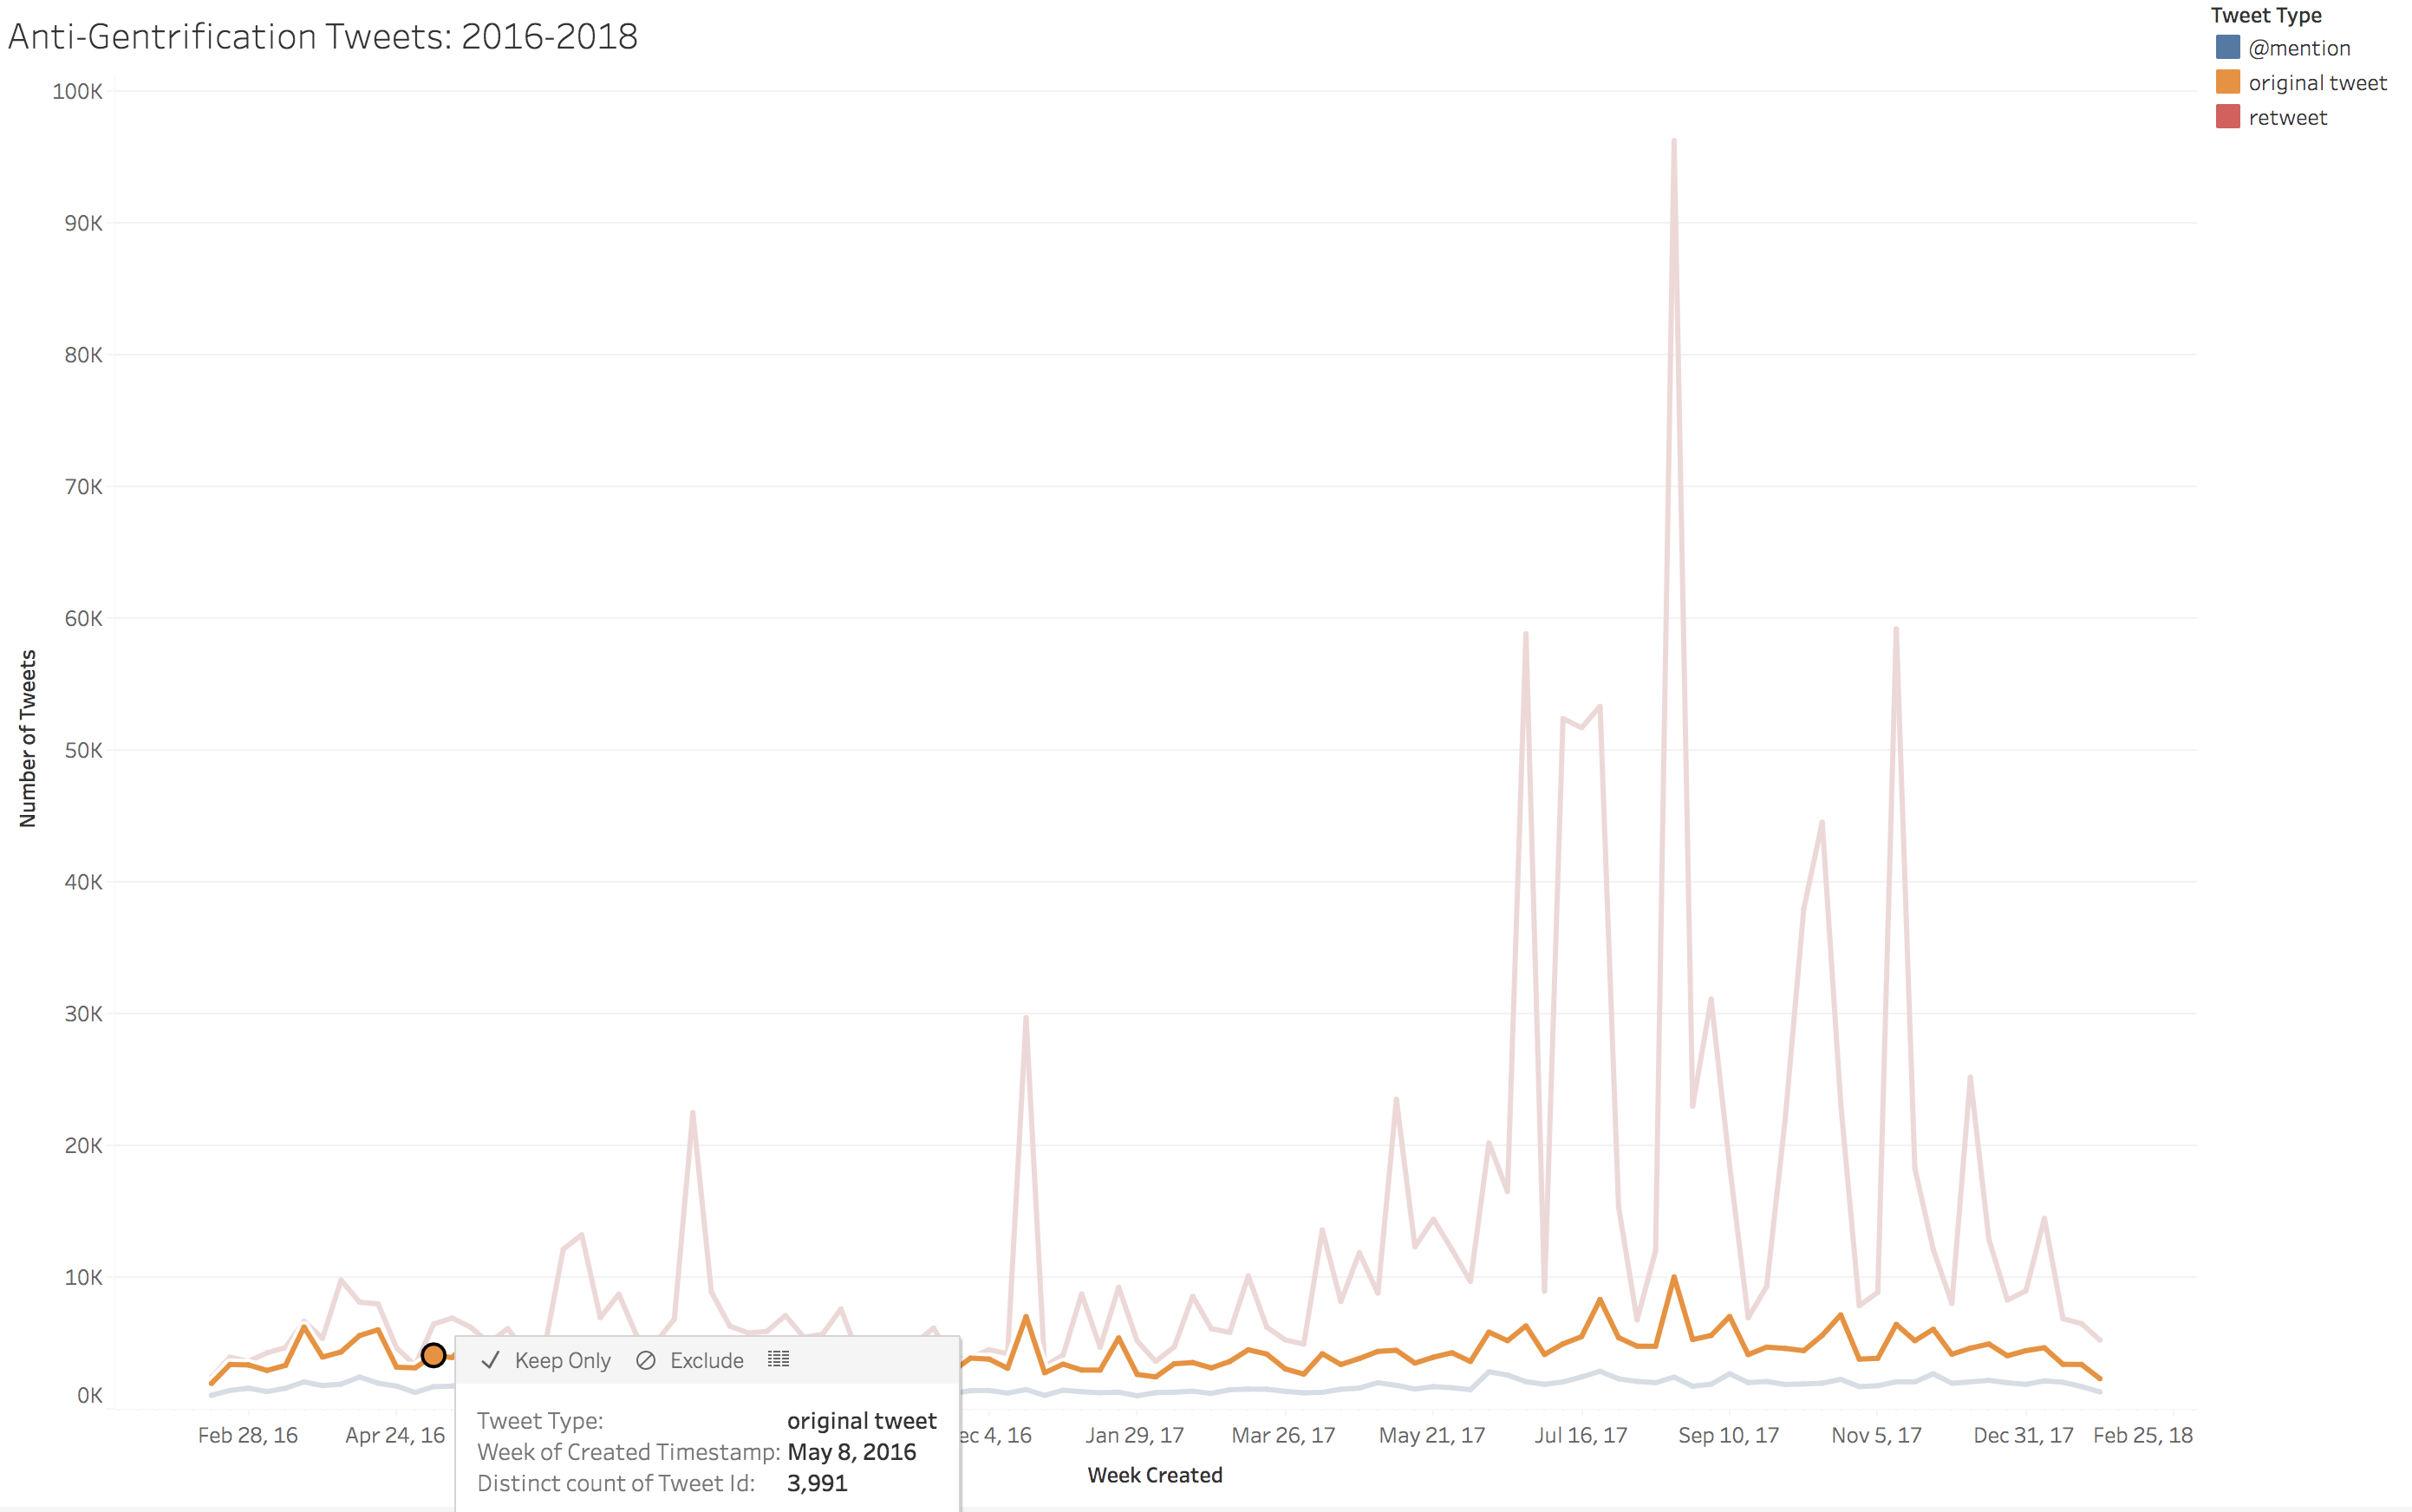 Anti-Gentrification Tweets: 2016-2018
Tweet Type
@mention
original tweet
retweet
100K
90K
80K
70K
60K
50K
40K
30K
20K
10K
0K
Number of Tweets
Keep Only Exclude
Tweet Type: original tweet
Week of Created Timestamp: May 8, 2016
Distinct count of Tweet Id: 3,991
Feb 28, 16 Apr 24, 16 ec 4, 16 Jan 29, 17 Mar 26, 17 May 21, 17 Jul 16, 17 Sep 10, 17 Nov 5, 17 Dec 31, 17 Feb 25, 18
Week Created